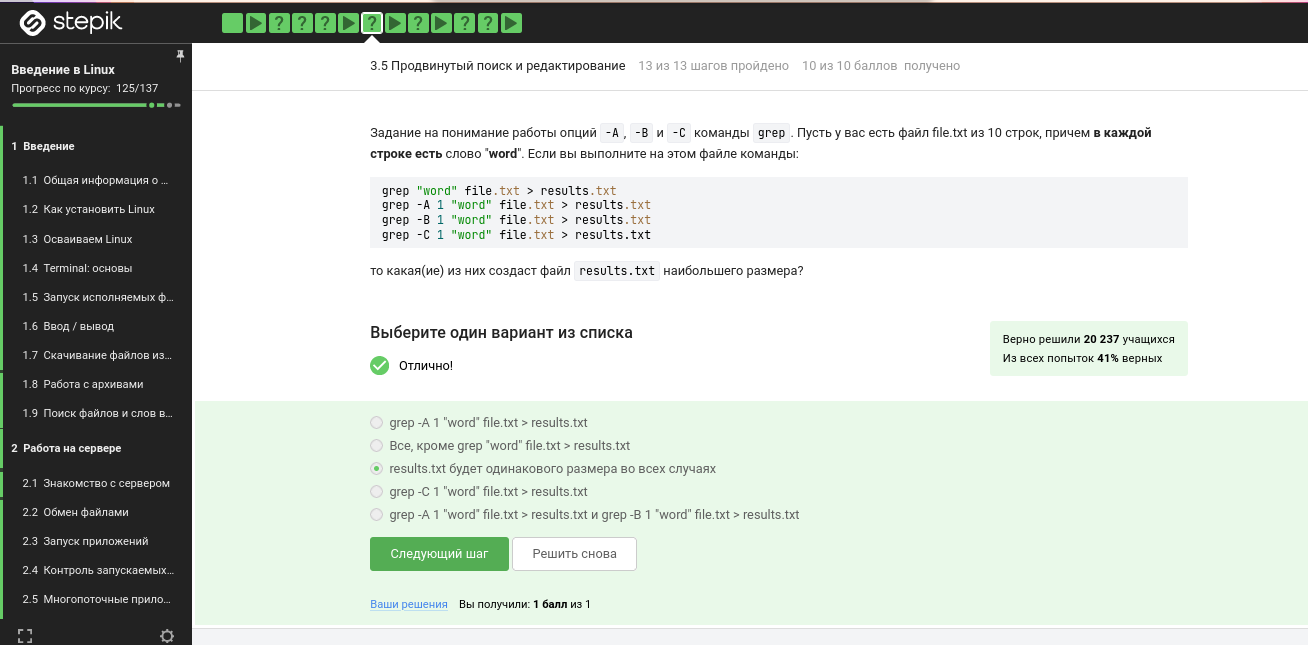 stepik
? ? ? ? ? ? ?
Введение в Linux
Прогресс по курсу: 125/137
1 Введение
1.1 Общая информация о ...
1.2 Как установить Linux
1.3 Осваиваем Linux
1.4 Terminal: основы
1.5 Запуск исполняемых ф...
1.6 Ввод / вывод
1.7 Скачивание файлов из...
1.8 Работа с архивами
1.9 Поиск файлов и слов в...
2 Работа на сервере
2.1 Знакомство с сервером
2.2 Обмен файлами
2.3 Запуск приложений
2.4 Контроль запускаемых...
2.5 Многопоточные прило...
3.5 Продвинутый поиск и редактирование 13 из 13 шагов пройдено 10 из 10 баллов получено
Задание на понимание работы опций -A, -B и -C команды grep. Пусть у вас есть файл file.txt из 10 строк, причем в каждой
строке есть слово "word". Если вы выполните на этом файле команды:
grep "word" file.txt > results.txt
grep -A 1 "word" file.txt > results.txt
grep -B 1 "word" file.txt > results.txt
grep -C 1 "word" file.txt > results.txt
то какая(ие) из них создаст файл results.txt наибольшего размера?
Выберите один вариант из списка
Отлично!
Верно решили 20 237 учащихся
Из всех попыток 41% верных
grep -A 1 "word" file.txt > results.txt
Все, кроме grep "word" file.txt > results.txt
results.txt будет одинакового размера во всех случаях
grep -C 1 "word" file.txt > results.txt
grep -A 1 "word" file.txt > results.txt и grep -B 1 "word" file.txt > results.txt
Следующий шаг Решить снова
Ваши решения Вы получили: 1 балл из 1